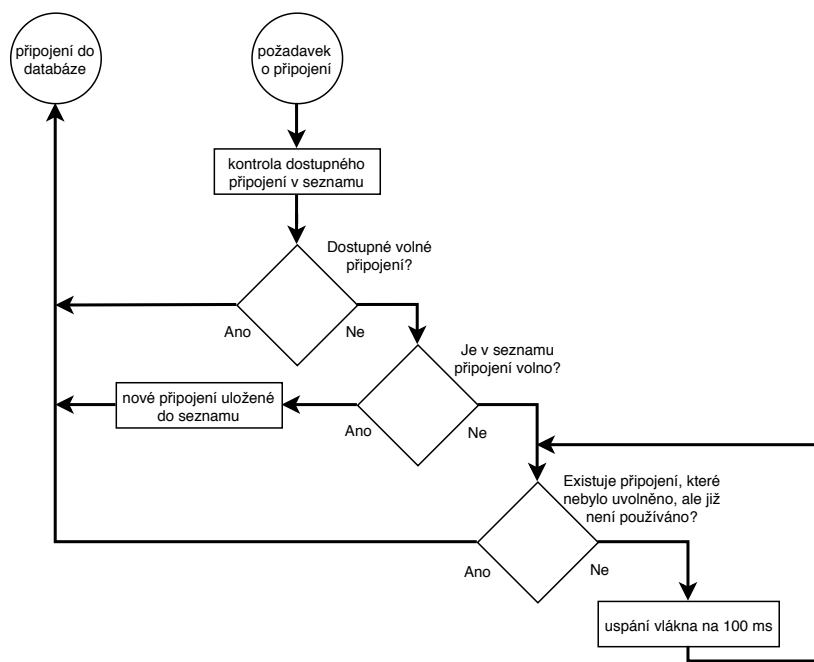 připojení do
databáze
požadavek
o připojení
kontrola dostupného
připojení v seznamu
Dostupné volné
připojení?
Ano
Ne
Je v seznamu
připojení volno?
nové připojení uložené
do seznamu
Ano
Ne
Existuje připojení, které
nebylo uvolněno, ale již
není používáno?
Ano
Ne
uspání vlákna na 100 ms